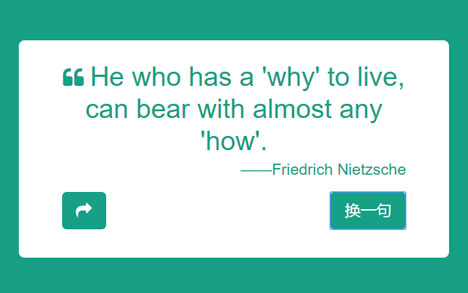 He who has a 'why' to live,
can bear with almost any
'how'.
——Friedrich Nietzsche
换一句